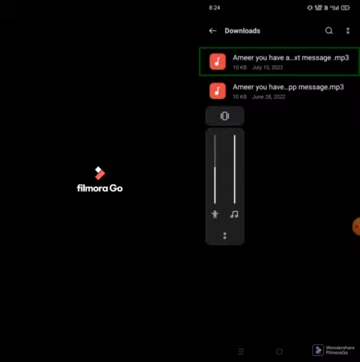 8:24
Downloads
Ameer you have a...xt message .mp3
10 KB July 10, 2022
Ameer you have...pp message.mp3
10 KB June 28, 2022
filmora Go
Wondershare
FilmoraGo